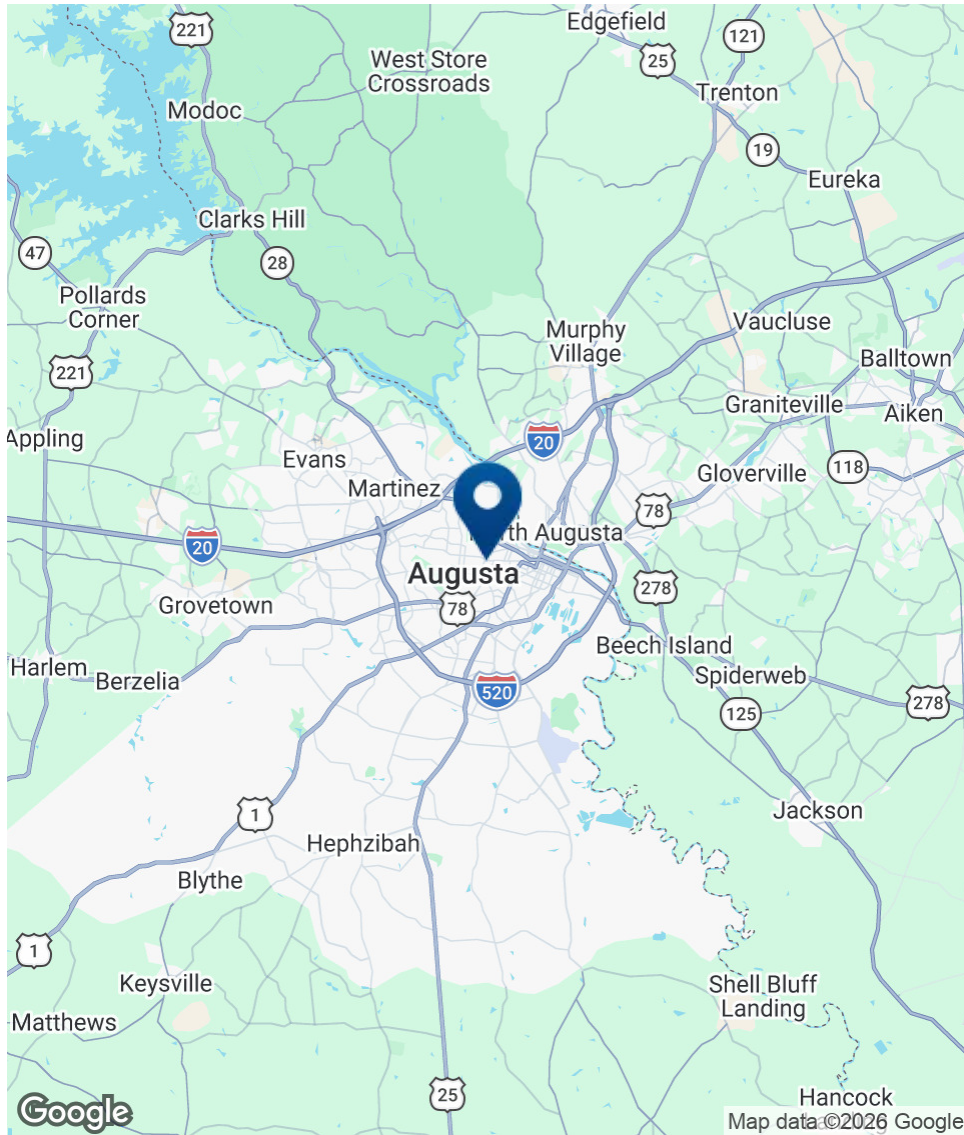 Edgefield
221
121
West Store
Crossroads
25
Modoc
Trenton
19
Eureka
Clarks Hill
47
28
Pollards
Corner
Vaucluse
Murphy
Village
Balltown
221
Graniteville
Aiken
Appling
20
Evans
118
Gloverville
Martinez
78
North Augusta
20
Augusta
278
Grovetown
78
Beech Island
Harlem
Berzelia
Spiderweb
520
278
125
1
Jackson
Hephzibah
Blythe
1
Keysville
Shell Bluff
Landing
Matthews
25
Hancock
Google
Map data ©2026 Google